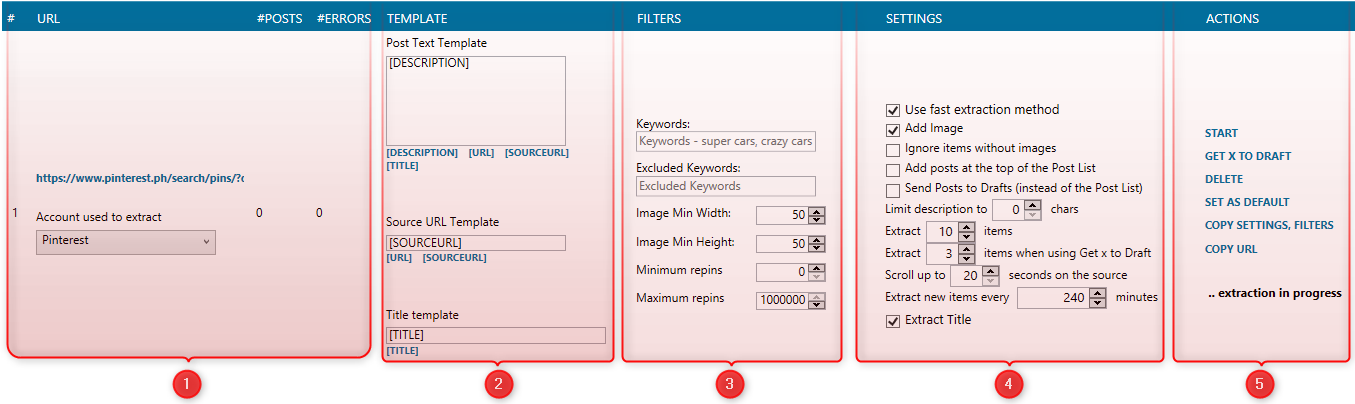 # URL #POSTS #ERRORS TEMPLATE FILTERS SETTINGS ACTIONS
https://www.pinterest.ph/search/pins/?c
1 0 0
Account used to extract
Pinterest
Post Text Template
[DESCRIPTION]
[DESCRIPTION] [URL] [SOURCEURL]
[TITLE]
Source URL Template
[SOURCEURL]
[URL] [SOURCEURL]
Title template
[TITLE]
[TITLE]
Keywords:
Keywords - super cars, crazy cars
Excluded Keywords:
Excluded Keywords
Image Min Width: 50
Image Min Height: 50
Minimum repins 0
Maximum repins 1000000
Use fast extraction method
Add Image
Ignore items without images
Add posts at the top of the Post List
Send Posts to Drafts (instead of the Post List)
Limit description to 0 chars
Extract 10 items
Extract 3 items when using Get x to Draft
Scroll up to 20 seconds on the source
Extract new items every 240 minutes
Extract Title
START
GET X TO DRAFT
DELETE
SET AS DEFAULT
COPY SETTINGS, FILTERS
COPY URL
.. extraction in progress
1 2 3 4 5